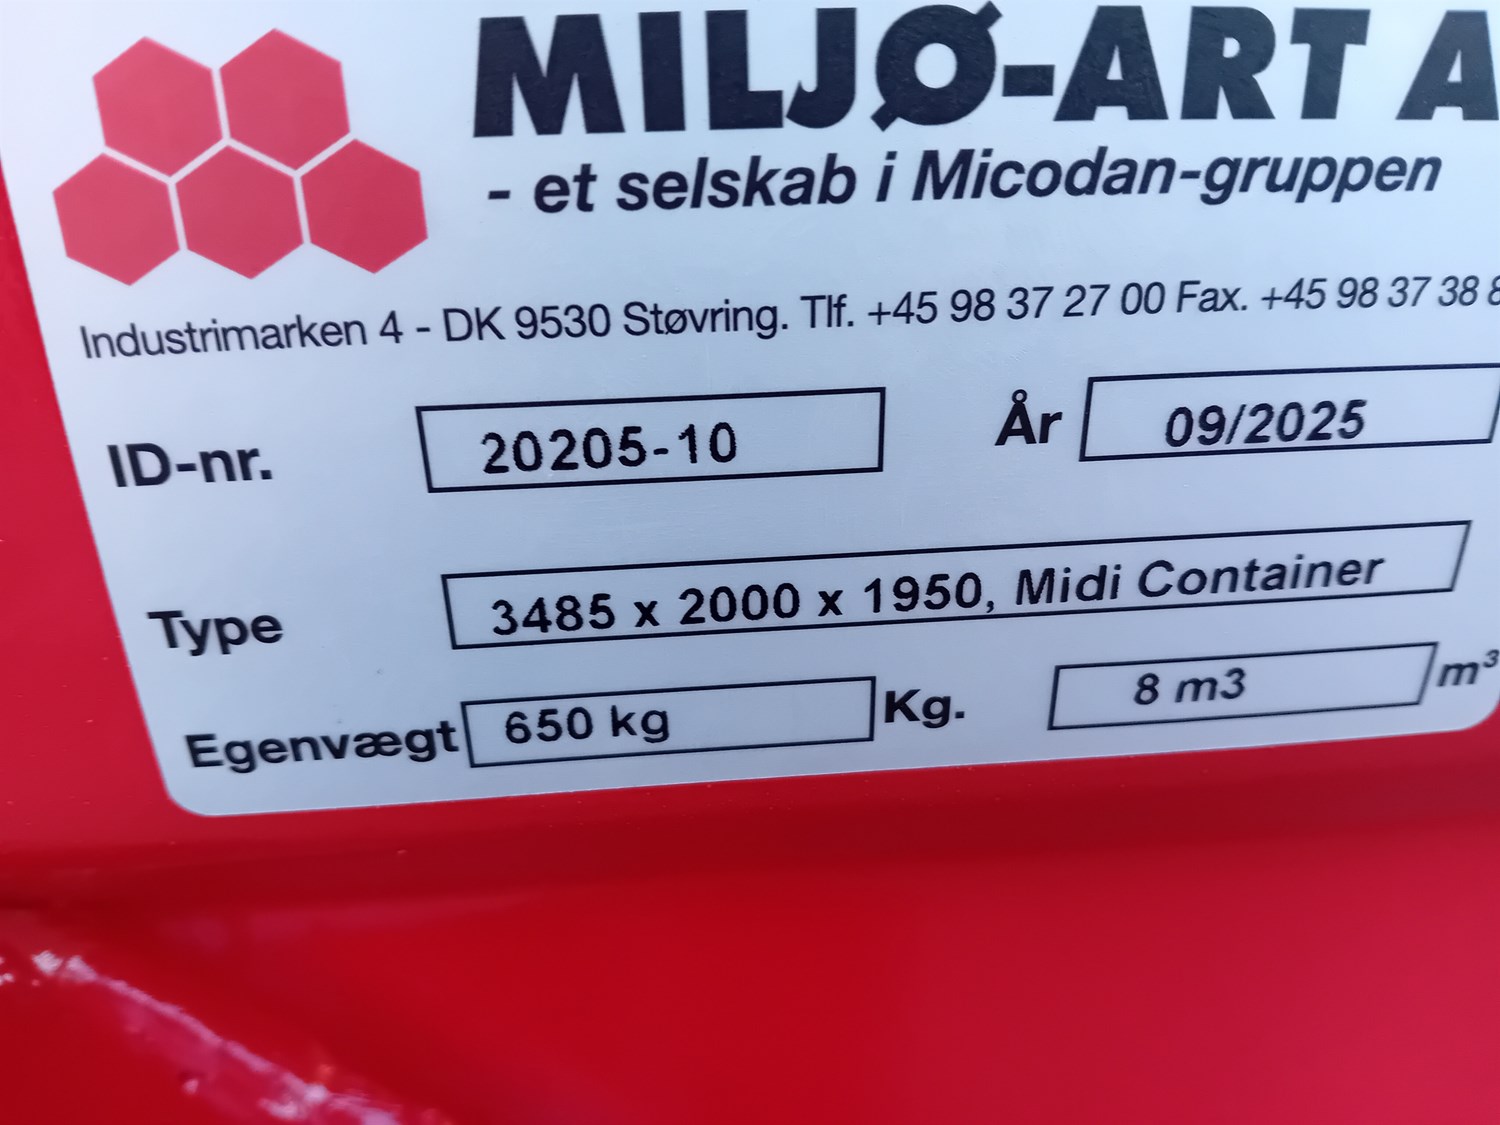 MILJØ-ART A
- et selskab i Micodan-gruppen
Industrimarken 4 - DK 9530 Støvring. Tlf. +45 98 37 27 00 Fax. +45 98 37 38 8
ID-nr. 20205-10 År 09/2025
Type 3485 x 2000 x 1950, Midi Container
Egenvægt 650 kg Kg. 8 m3 m³